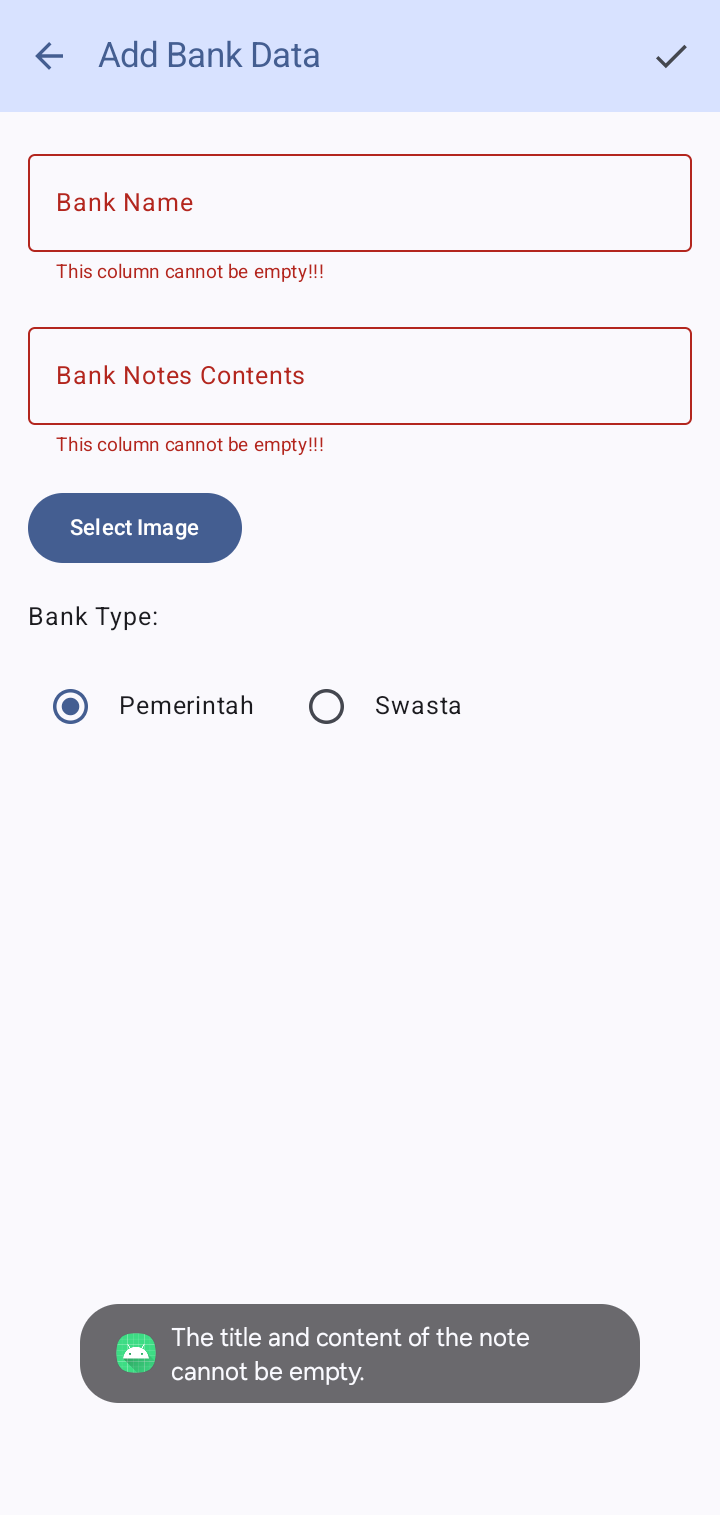 Add Bank Data
Bank Name
This column cannot be empty!!!
Bank Notes Contents
This column cannot be empty!!!
Select Image
Bank Type:
Pemerintah Swasta
The title and content of the note
cannot be empty.